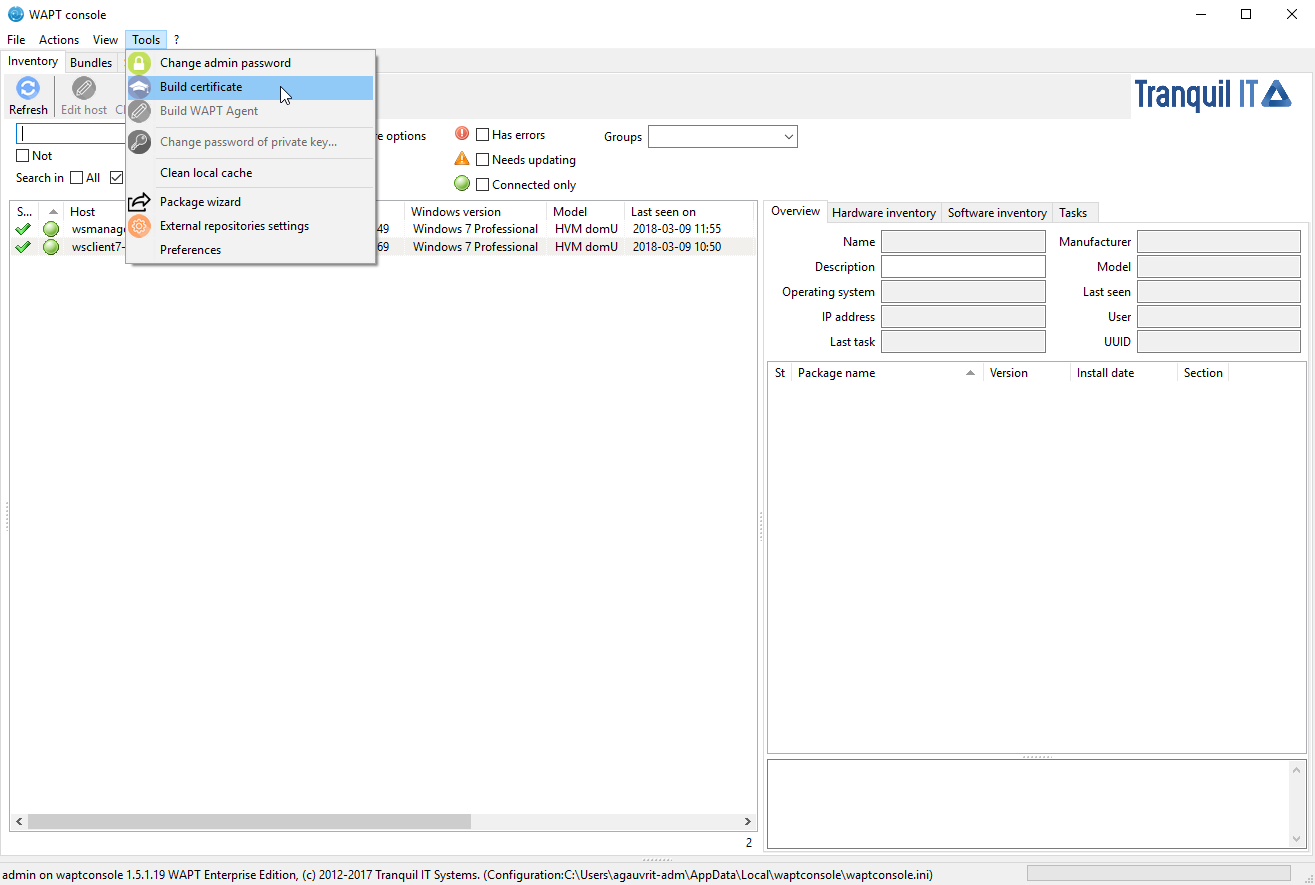 WAPT console
File Actions View Tools ?
Inventory Bundles
Change admin password
Build certificate
Build WAPT Agent
Change password of private key...
Clean local cache
Package wizard
External repositories settings
Preferences
Refresh Edit host
Tranquil IT
options
Has errors
Groups
Not
Needs updating
Search in All
Connected only
S... Host Windows version Model Last seen on
wsmanag 49 Windows 7 Professional HVM domU 2018-03-09 11:55
wsclient7- 69 Windows 7 Professional HVM domU 2018-03-09 10:50
2
Overview Hardware inventory Software inventory Tasks
Name Manufacturer
Description Model
Operating system Last seen
IP address User
Last task UUID
St Package name Version Install date Section
admin on waptconsole 1.5.1.19 WAPT Enterprise Edition, (c) 2012-2017 Tranquil IT Systems. (Configuration:C:\Users\agauvrit-adm\AppData\Local\waptconsole\waptconsole.ini)